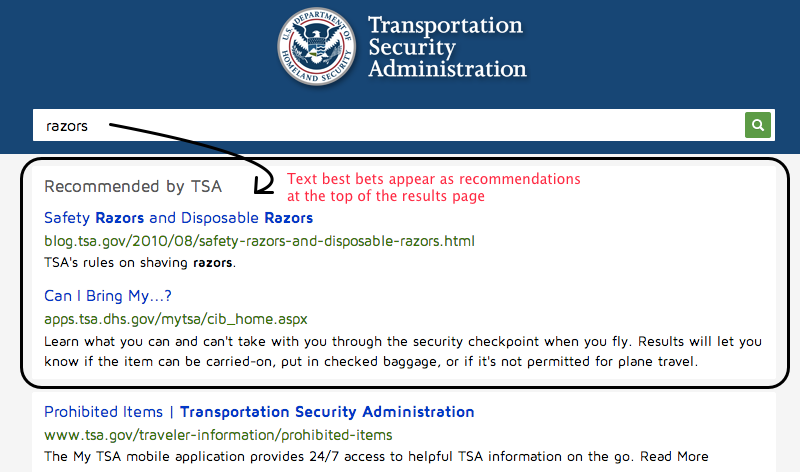 U.S. DEPARTMENT OF
HOMELAND SECURITY
Transportation
Security
Administration
razors
Recommended by TSA
Text best bets appear as recommendations
at the top of the results page
Safety Razors and Disposable Razors
blog.tsa.gov/2010/08/safety-razors-and-disposable-razors.html
TSA's rules on shaving razors.
Can I Bring My...?
apps.tsa.dhs.gov/mytsa/cib_home.aspx
Learn what you can and can't take with you through the security checkpoint when you fly. Results will let you
know if the item can be carried-on, put in checked baggage, or if it's not permitted for plane travel.
Prohibited Items | Transportation Security Administration
www.tsa.gov/traveler-information/prohibited-items
The My TSA mobile application provides 24/7 access to helpful TSA information on the go. Read More